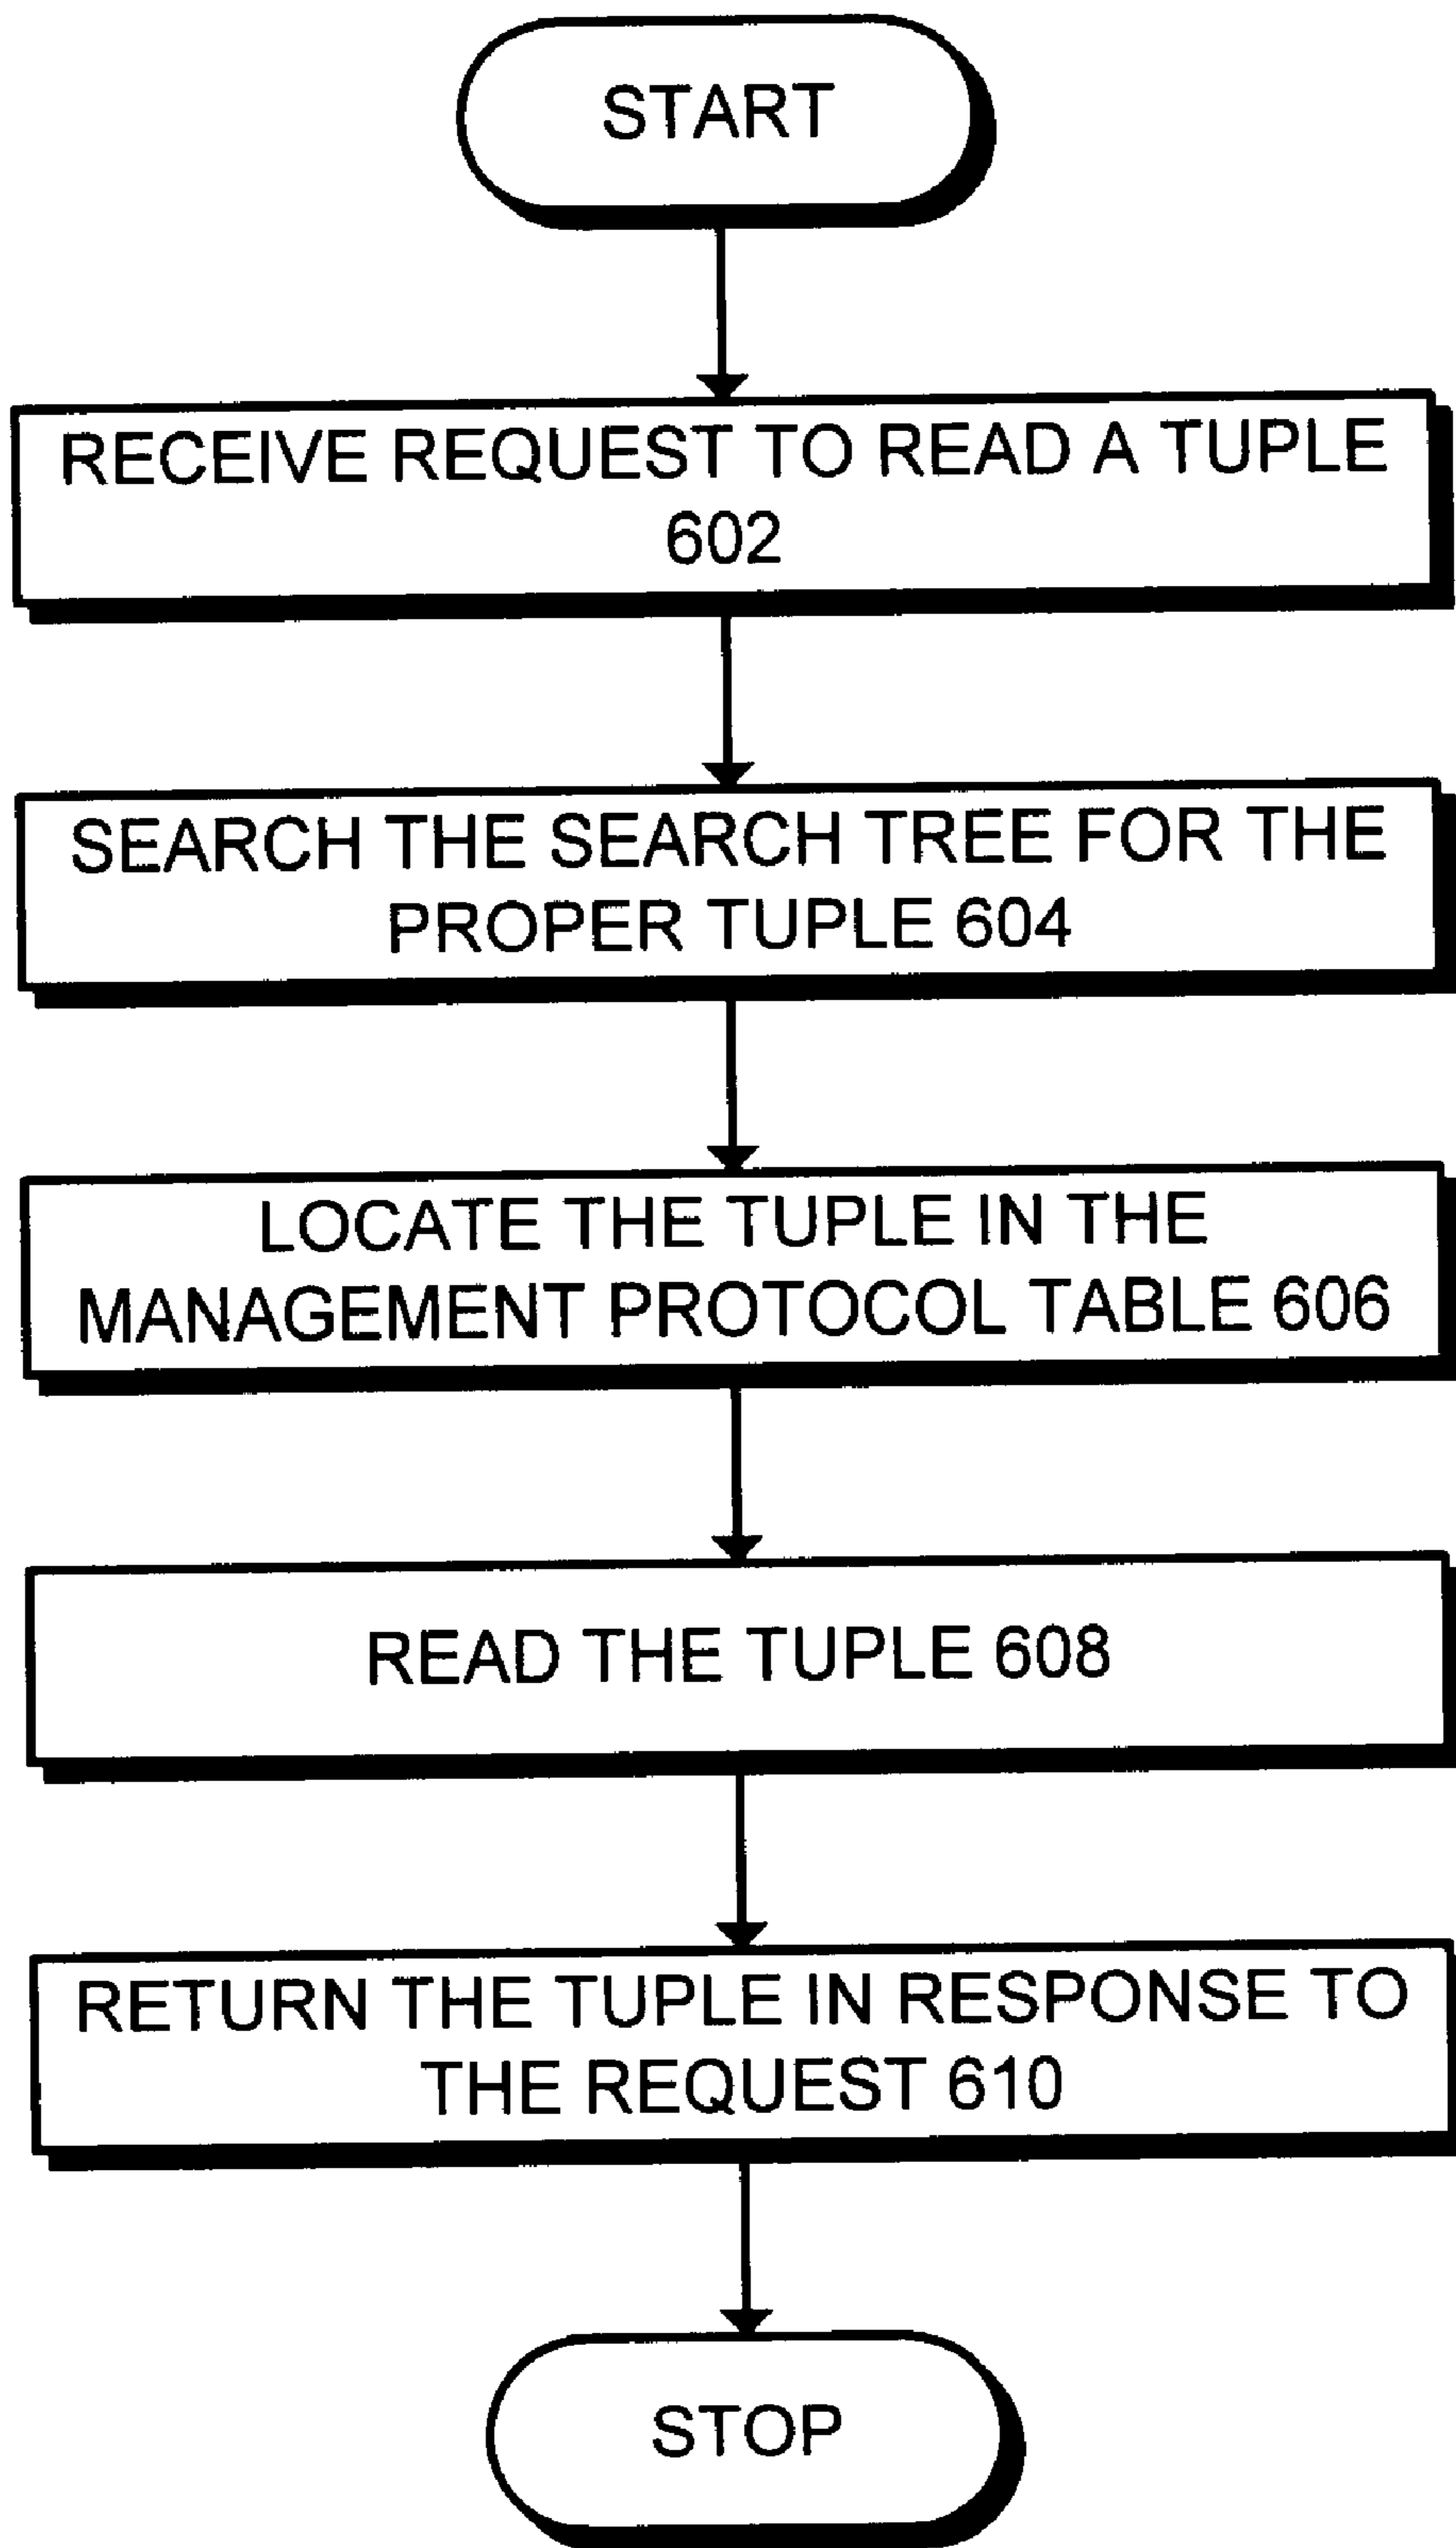 START
RECEIVE REQUEST TO READ A TUPLE
602
SEARCH THE SEARCH TREE FOR THE
PROPER TUPLE 604
LOCATE THE TUPLE IN THE
MANAGEMENT PROTOCOL TABLE 606
READ THE TUPLE 608
RETURN THE TUPLE IN RESPONSE TO
THE REQUEST 610
STOP